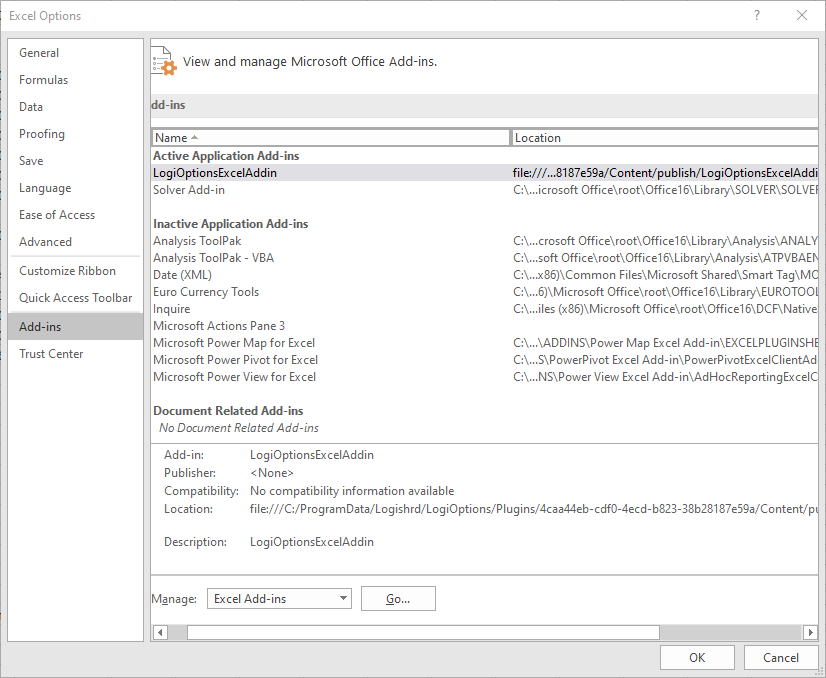 Excel Options
?
General
Formulas
Data
Proofing
Save
Language
Ease of Access
Advanced
Customize Ribbon
Quick Access Toolbar
Add-ins
Trust Center
View and manage Microsoft Office Add-ins.
dd-ins
Name Location
Active Application Add-ins
LogiOptionsExcelAddin file:///...8187e59a/Content/publish/LogiOptionsExcelAddi
Solver Add-in C:\...icrosoft Office\root\Office16\Library\SOLVER\SOLVER
Inactive Application Add-ins
Analysis ToolPak C:\...crosoft Office\root\Office16\Library\Analysis\ANALY
Analysis ToolPak - VBA C:\...soft Office\root\Office16\Library\Analysis\ATPVBAEN
Date (XML) C:\...x86)\Common Files\Microsoft Shared\Smart Tag\MO
Euro Currency Tools C:\...6)\Microsoft Office\root\Office16\Library\EUROTOOL
Inquire C:\...iles (x86)\Microsoft Office\root\Office16\DCF\Native
Microsoft Actions Pane 3
Microsoft Power Map for Excel C:\...\ADDINS\Power Map Excel Add-in\EXCELPLUGINSHE
Microsoft Power Pivot for Excel C:\...S\PowerPivot Excel Add-in\PowerPivotExcelClientAd
Microsoft Power View for Excel C:\...NS\Power View Excel Add-in\AdHocReportingExcelC
Document Related Add-ins
No Document Related Add-ins
Add-in: LogiOptionsExcelAddin
Publisher: <None>
Compatibility: No compatibility information available
Location: file:///C:/ProgramData/Logishrd/LogiOptions/Plugins/4caa44eb-cdf0-4ecd-b823-38b28187e59a/Content/pu
Description: LogiOptionsExcelAddin
Manage: Excel Add-ins Go...
OK Cancel